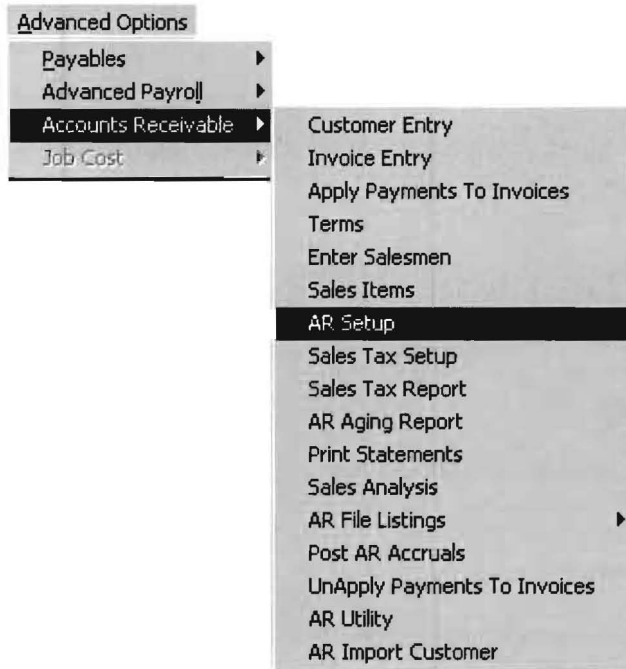 Advanced Options
Payables
Advanced Payroll
Accounts Receivable
Job Cost
Customer Entry
Invoice Entry
Apply Payments To Invoices
Terms
Enter Salesmen
Sales Items
AR Setup
Sales Tax Setup
Sales Tax Report
AR Aging Report
Print Statements
Sales Analysis
AR File Listings
Post AR Accruals
UnApply Payments To Invoices
AR Utility
AR Import Customer